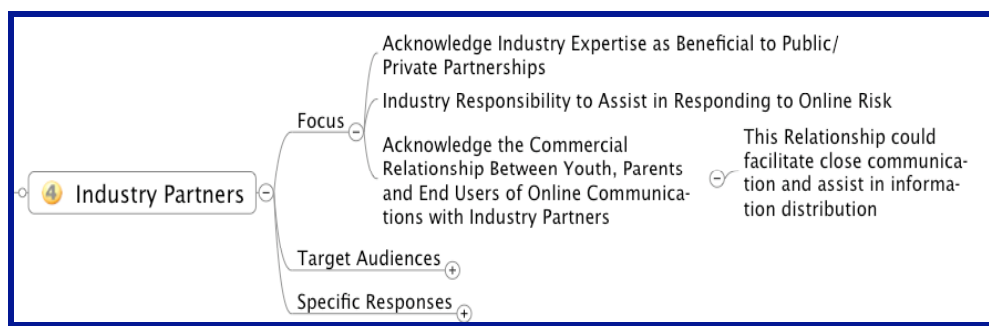 4 Industry Partners
Focus
Acknowledge Industry Expertise as Beneficial to Public/
Private Partnerships
Industry Responsibility to Assist in Responding to Online Risk
Acknowledge the Commercial
Relationship Between Youth, Parents
and End Users of Online Communica-
tions with Industry Partners
This Relationship could
facilitate close communica-
tion and assist in informa-
tion distribution
Target Audiences
Specific Responses